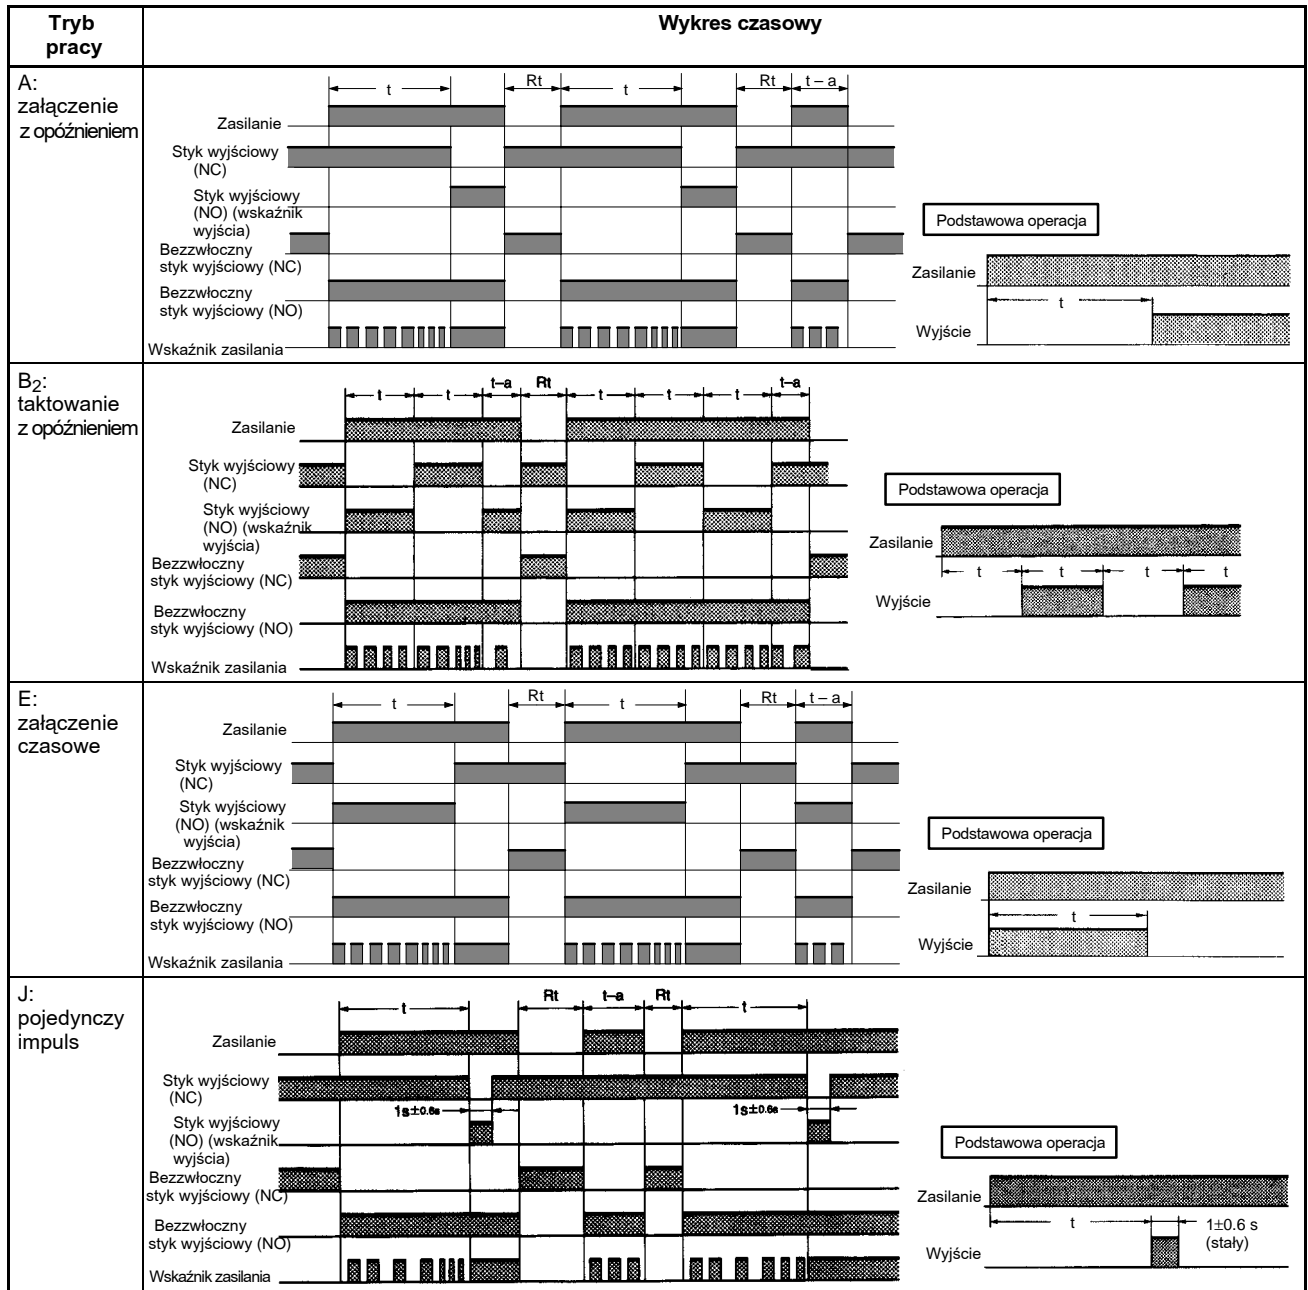 Tryb
pracy
Wykres czasowy
A:
załączenie
z opóźnieniem
t
Rt
t
Rt
t – a
Zasilanie
Styk wyjściowy
(NC)
Styk wyjściowy
(NO) (wskaźnik
wyjścia)
Bezzwłoczny
styk wyjściowy (NC)
Bezzwłoczny
styk wyjściowy (NO)
Wskaźnik zasilania
Podstawowa operacja
Zasilanie
t
Wyjście
B2:
taktowanie
z opóźnieniem
t
t
t–a
Rt
t
t
t
t–a
Zasilanie
Styk wyjściowy
(NC)
Styk wyjściowy
(NO) (wskaźnik
wyjścia)
Bezzwłoczny
styk wyjściowy (NC)
Bezzwłoczny
styk wyjściowy (NO)
Wskaźnik zasilania
Podstawowa operacja
Zasilanie
t
t
t
t
Wyjście
E:
załączenie
czasowe
t
Rt
t
Rt
t – a
Zasilanie
Styk wyjściowy
(NC)
Styk wyjściowy
(NO) (wskaźnik
wyjścia)
Bezzwłoczny
styk wyjściowy (NC)
Bezzwłoczny
styk wyjściowy (NO)
Wskaźnik zasilania
Podstawowa operacja
Zasilanie
t
Wyjście
J:
pojedynczy
impuls
t
Rt
t–a
Rt
t
Zasilanie
Styk wyjściowy
(NC)
1s±0.6s
1s±0.6s
Styk wyjściowy
(NO) (wskaźnik
wyjścia)
Bezzwłoczny
styk wyjściowy (NC)
Bezzwłoczny
styk wyjściowy (NO)
Wskaźnik zasilania
Podstawowa operacja
Zasilanie
t
1±0.6 s
(stały)
Wyjście